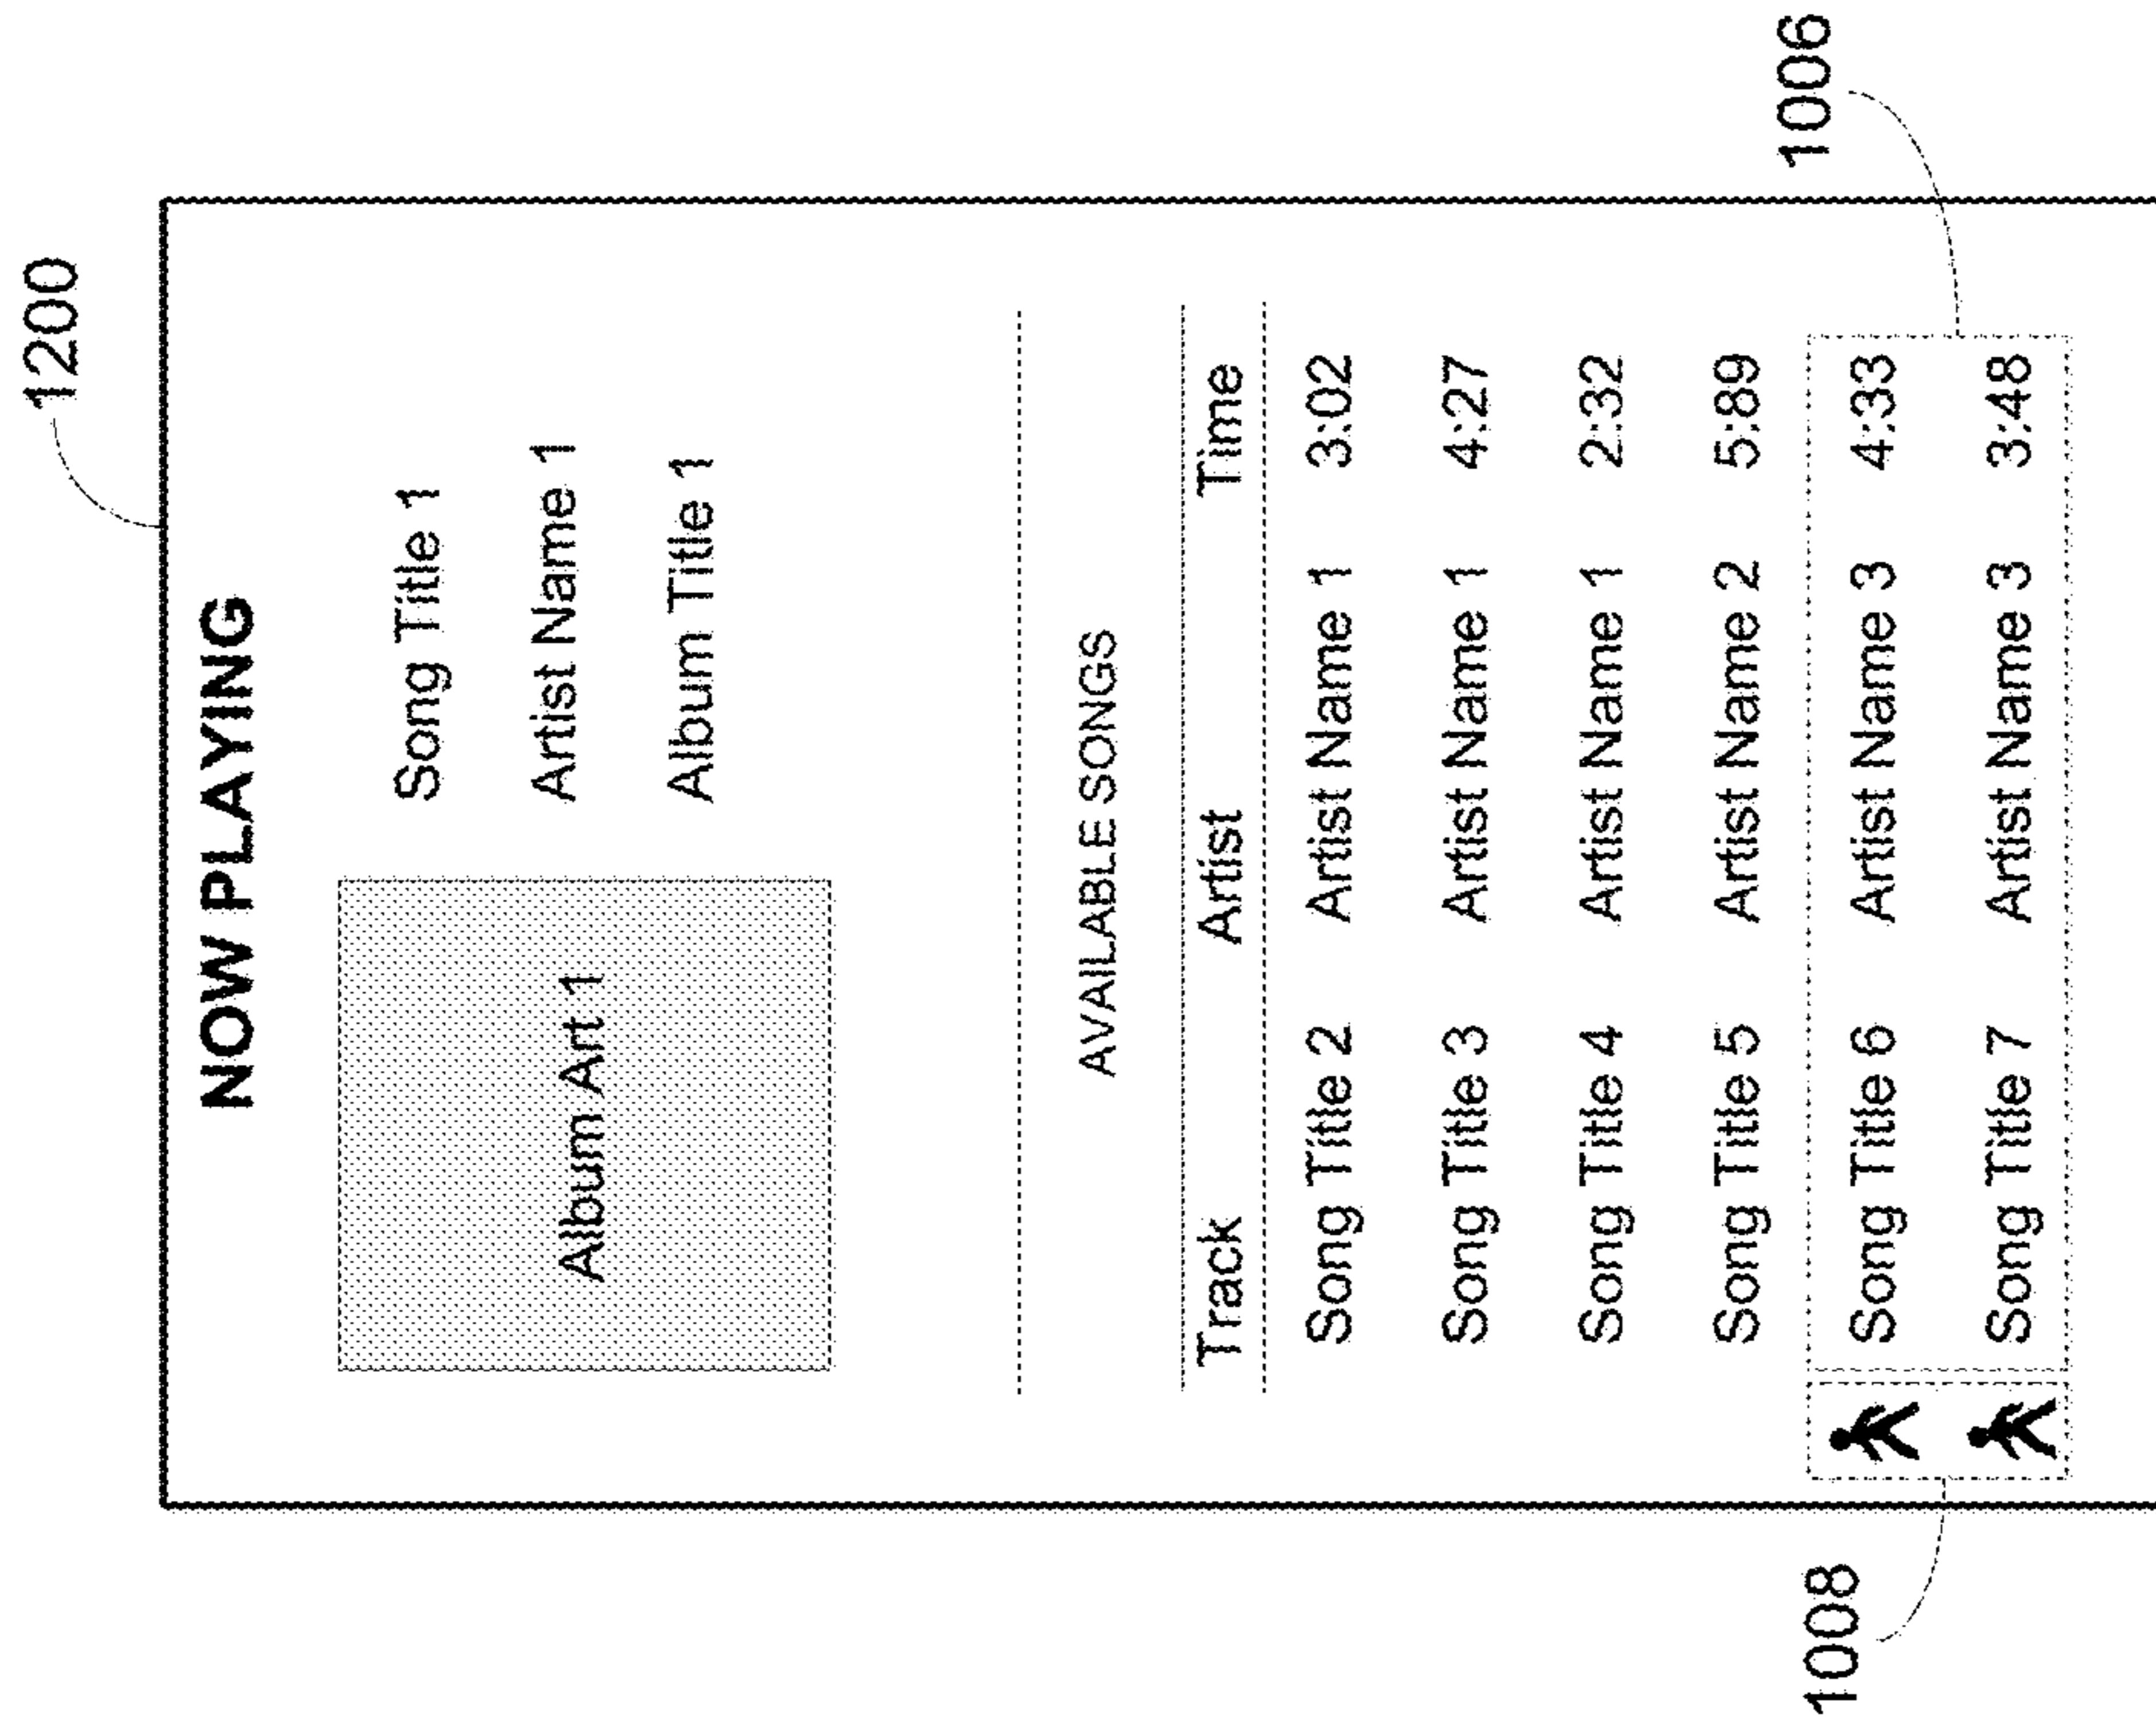 1200
NOW PLAYING
Album Art 1
Song Title 1
Artist Name 1
Album Title 1
AVAILABLE SONGS
Track Artist Time
Song Title 2 Artist Name 1 3:02
Song Title 3 Artist Name 1 4:27
Song Title 4 Artist Name 1 2:32
Song Title 5 Artist Name 2 5:89
Song Title 6 Artist Name 3 4:33
Song Title 7 Artist Name 3 3:48
1008
1006